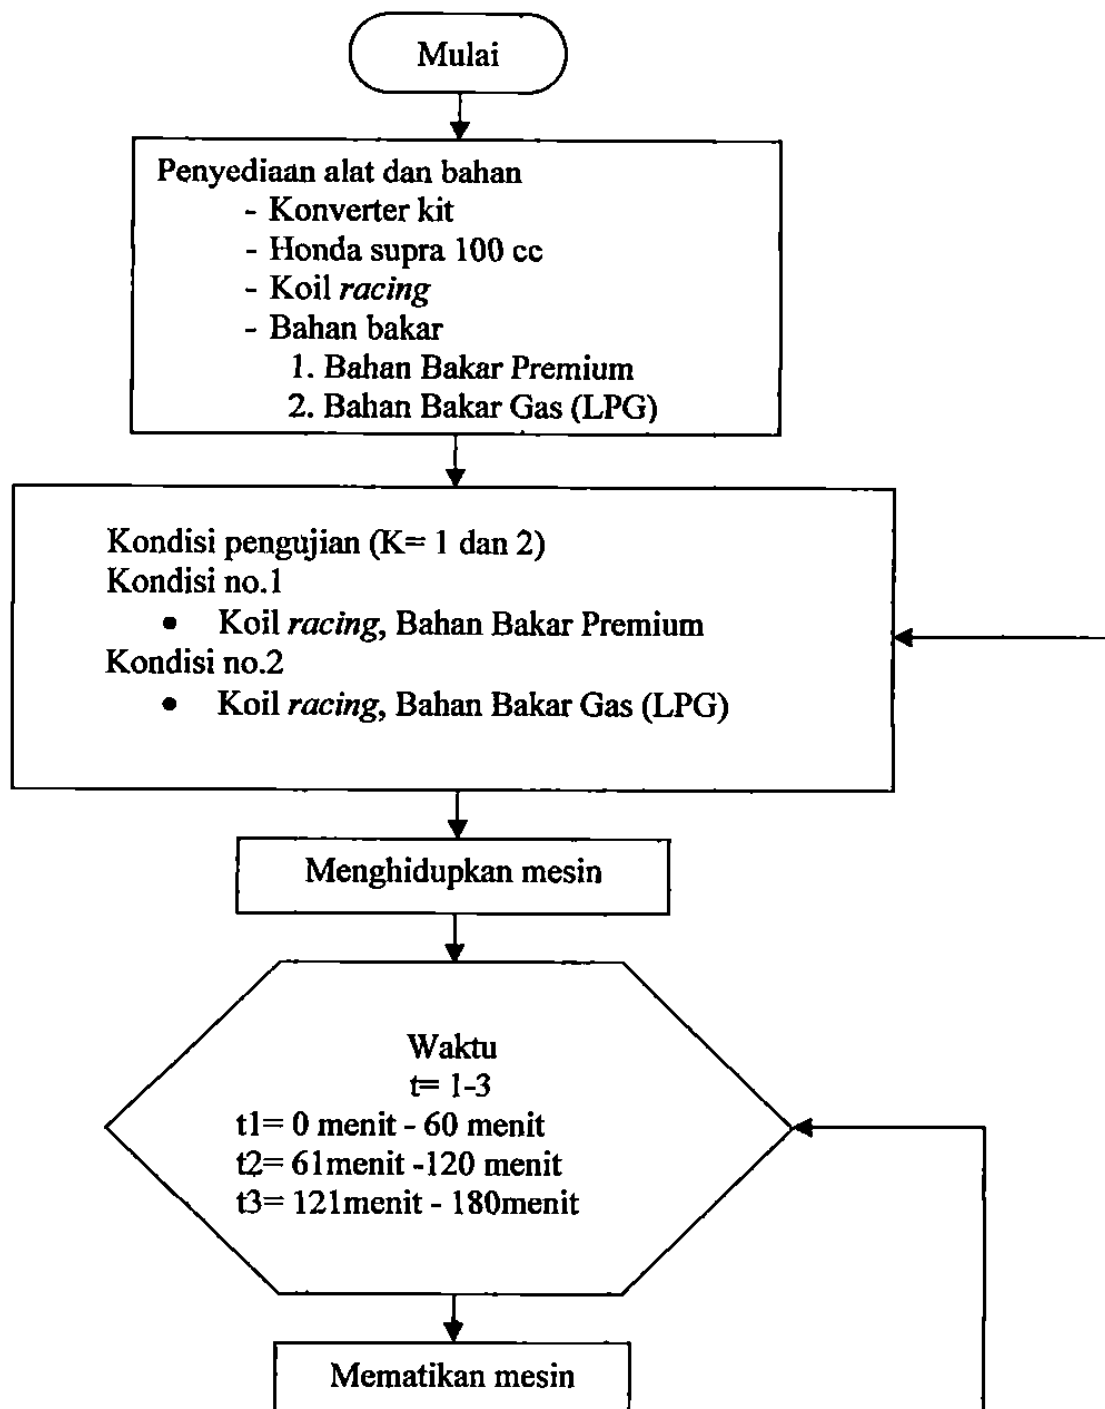 Mulai
Penyediaan alat dan bahan
- Konverter kit
- Honda supra 100 cc
- Koil racing
- Bahan bakar
1. Bahan Bakar Premium
2. Bahan Bakar Gas (LPG)
Kondisi pengujian (K= 1 dan 2)
Kondisi no.1
• Koil racing, Bahan Bakar Premium
Kondisi no.2
• Koil racing, Bahan Bakar Gas (LPG)
Menghidupkan mesin
Waktu
t= 1-3
t1= 0 menit - 60 menit
t2= 61menit -120 menit
t3= 121menit - 180menit
Mematikan mesin